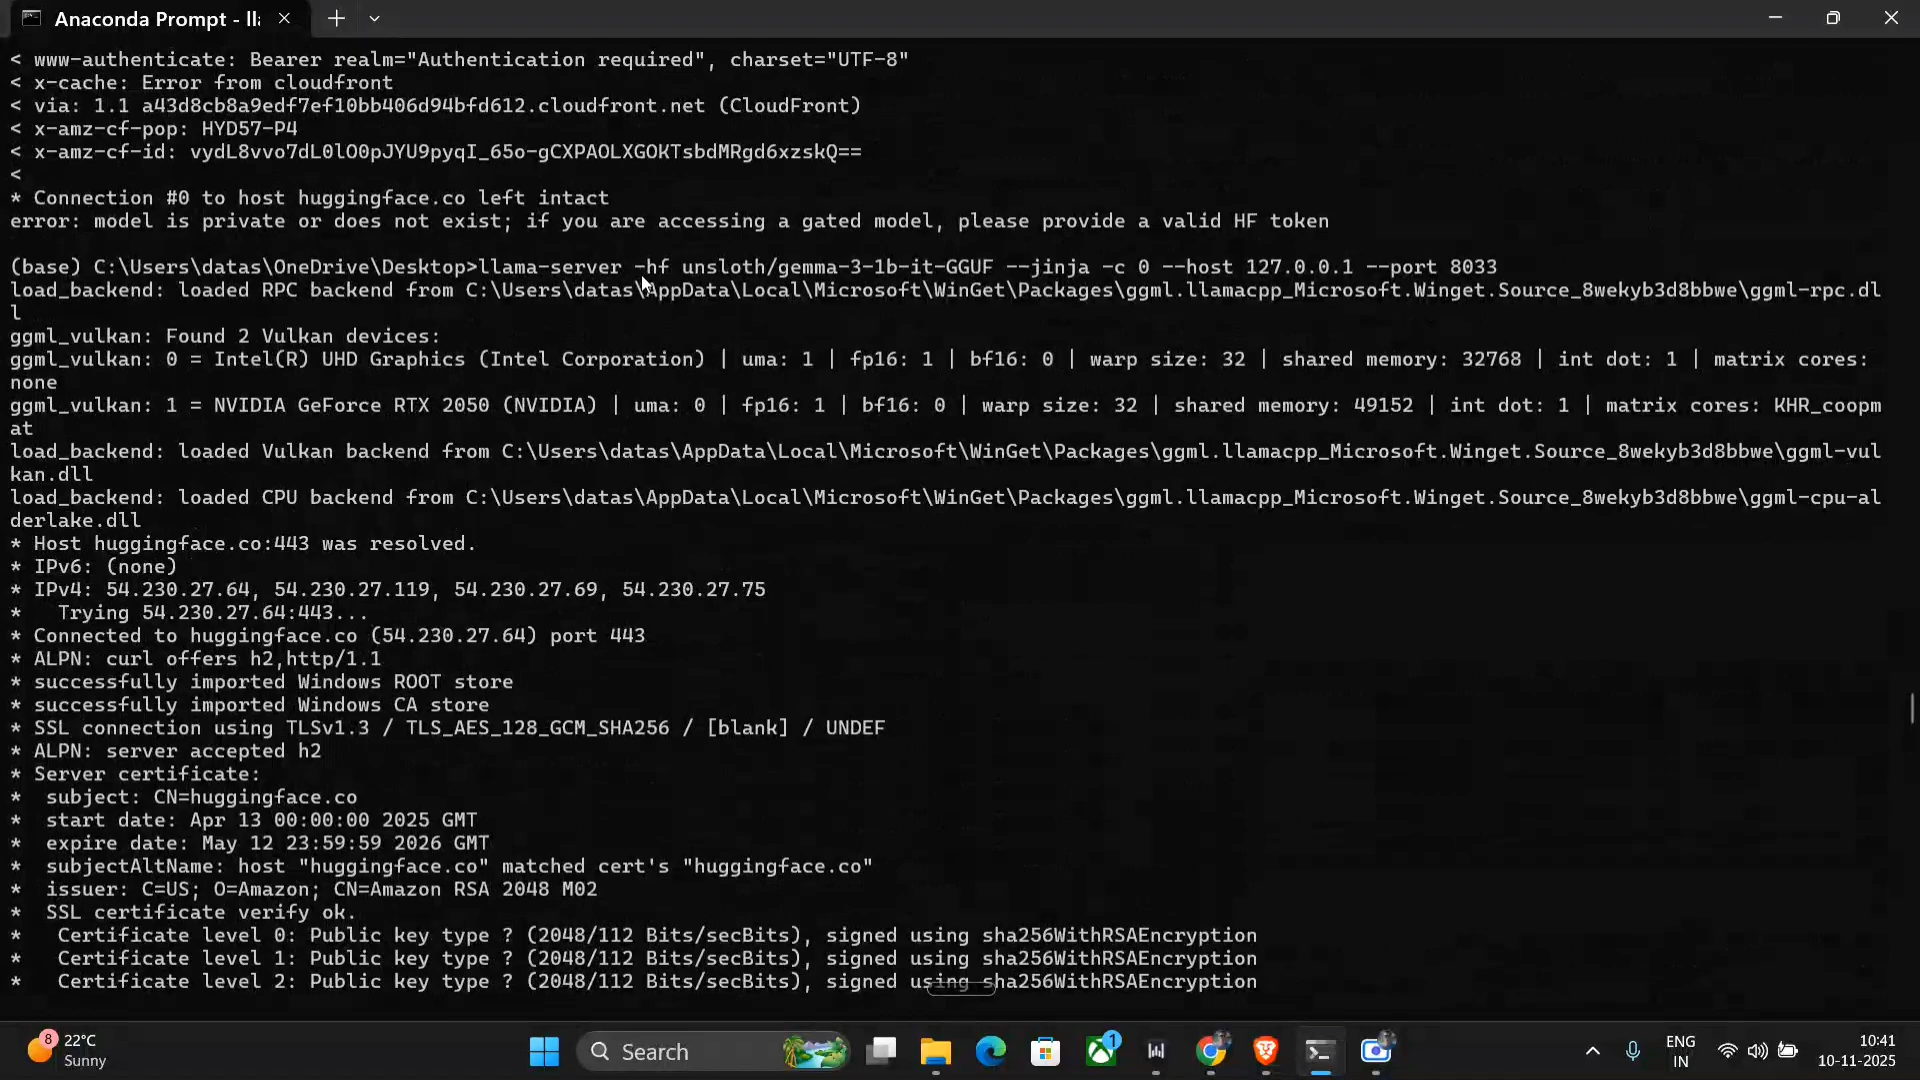 Anaconda Prompt - lla
< www-authenticate: Bearer realm="Authentication required", charset="UTF-8"
< x-cache: Error from cloudfront
< via: 1.1 a43d8cb8a9edf7ef10bb406d94bfd612.cloudfront.net (CloudFront)
< x-amz-cf-pop: HYD57-P4
< x-amz-cf-id: vydL8vvo7dL0lO0pJYU9pyqI_65o-gCXPAOLXGOKTsbdMRgd6xzskQ==
<
* Connection #0 to host huggingface.co left intact
error: model is private or does not exist; if you are accessing a gated model, please provide a valid HF token
(base) C:\Users\datas\OneDrive\Desktop>llama-server -hf unsloth/gemma-3-1b-it-GGUF --jinja -c 0 --host 127.0.0.1 --port 8033
load_backend: loaded RPC backend from C:\Users\datas\AppData\Local\Microsoft\WinGet\Packages\ggml.llamacpp_Microsoft.Winget.Source_8wekyb3d8bbwe\ggml-rpc.dl
l
ggml_vulkan: Found 2 Vulkan devices:
ggml_vulkan: 0 = Intel(R) UHD Graphics (Intel Corporation) | uma: 1 | fp16: 1 | bf16: 0 | warp size: 32 | shared memory: 32768 | int dot: 1 | matrix cores:
none
ggml_vulkan: 1 = NVIDIA GeForce RTX 2050 (NVIDIA) | uma: 0 | fp16: 1 | bf16: 0 | warp size: 32 | shared memory: 49152 | int dot: 1 | matrix cores: KHR_coopm
at
load_backend: loaded Vulkan backend from C:\Users\datas\AppData\Local\Microsoft\WinGet\Packages\ggml.llamacpp_Microsoft.Winget.Source_8wekyb3d8bbwe\ggml-vul
kan.dll
load_backend: loaded CPU backend from C:\Users\datas\AppData\Local\Microsoft\WinGet\Packages\ggml.llamacpp_Microsoft.Winget.Source_8wekyb3d8bbwe\ggml-cpu-al
derlake.dll
* Host huggingface.co:443 was resolved.
* IPv6: (none)
* IPv4: 54.230.27.64, 54.230.27.119, 54.230.27.69, 54.230.27.75
*   Trying 54.230.27.64:443...
* Connected to huggingface.co (54.230.27.64) port 443
* ALPN: curl offers h2,http/1.1
* successfully imported Windows ROOT store
* successfully imported Windows CA store
* SSL connection using TLSv1.3 / TLS_AES_128_GCM_SHA256 / [blank] / UNDEF
* ALPN: server accepted h2
* Server certificate:
*  subject: CN=huggingface.co
*  start date: Apr 13 00:00:00 2025 GMT
*  expire date: May 12 23:59:59 2026 GMT
*  subjectAltName: host "huggingface.co" matched cert's "huggingface.co"
*  issuer: C=US; O=Amazon; CN=Amazon RSA 2048 M02
*  SSL certificate verify ok.
*   Certificate level 0: Public key type ? (2048/112 Bits/secBits), signed using sha256WithRSAEncryption
*   Certificate level 1: Public key type ? (2048/112 Bits/secBits), signed using sha256WithRSAEncryption
*   Certificate level 2: Public key type ? (2048/112 Bits/secBits), signed using sha256WithRSAEncryption
8
22°C
Sunny
Search
1
ENG
IN
10:41
10-11-2025